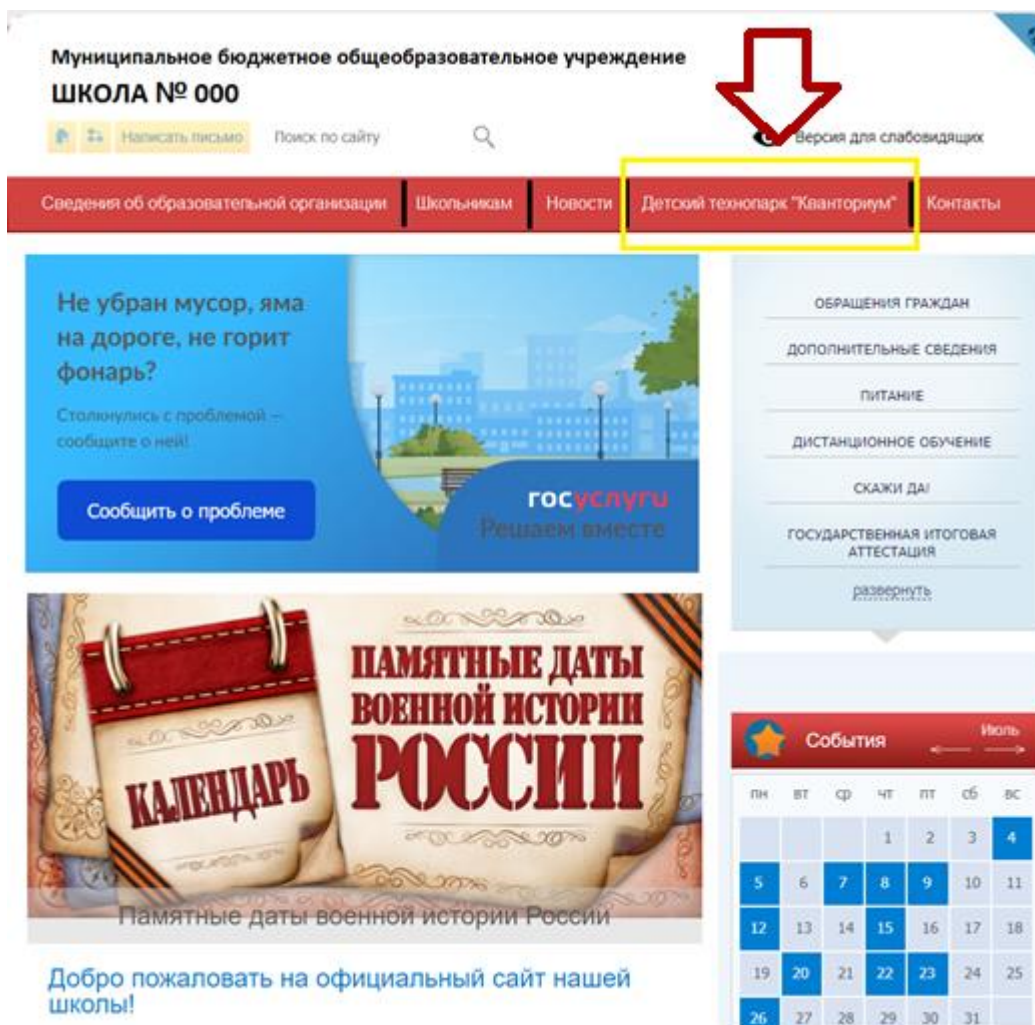 Муниципальное бюджетное общеобразовательное учреждение
ШКОЛА № 000
Написать письмо Поиск по сайту Версия для слабовидящих
Сведения об образовательной организации Школьникам Новости Детский технопарк "Кванториум" Контакты
Не убран мусор, яма
на дороге, не горит
фонарь?
Столкнулись с проблемой –
сообщите о ней!
Сообщить о проблеме
госуслуги
Решаем вместе
ОБРАЩЕНИЯ ГРАЖДАН
ДОПОЛНИТЕЛЬНЫЕ СВЕДЕНИЯ
ПИТАНИЕ
ДИСТАНЦИОННОЕ ОБУЧЕНИЕ
СКАЖИ ДА!
ГОСУДАРСТВЕННАЯ ИТОГОВАЯ
АТТЕСТАЦИЯ
развернуть
КАЛЕНДАРЬ
ПАМЯТНЫЕ ДАТЫ
ВОЕННОЙ ИСТОРИИ
РОССИИ
Памятные даты военной истории России
События Июль
пн вт ср чт пт сб вс
1 2 3 4
5 6 7 8 9 10 11
12 13 14 15 16 17 18
19 20 21 22 23 24 25
26 27 28 29 30 31
Добро пожаловать на официальный сайт нашей
школы!